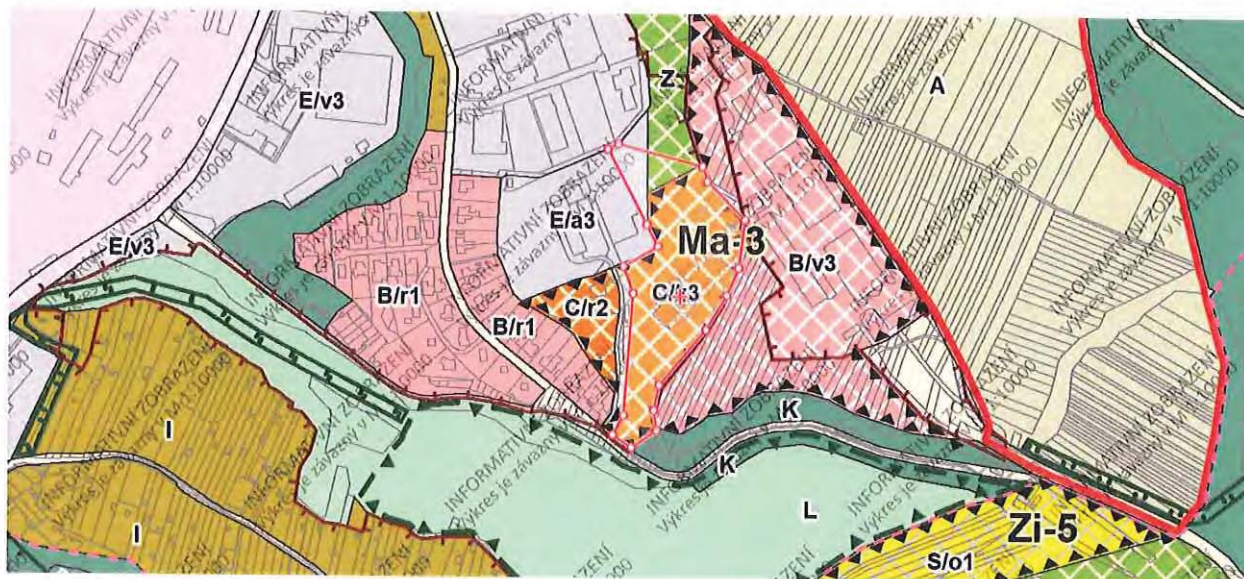 INFORMATIVNÍ ZOBRAZENÍ
Výkres je závazný v M 1:10000
E/v3
Z
A
E/v3
E/a3
Ma-3
B/v3
B/r1
C/r2
C/v3
B/r1
K
K
I
I
L
Zi-5
S/o1